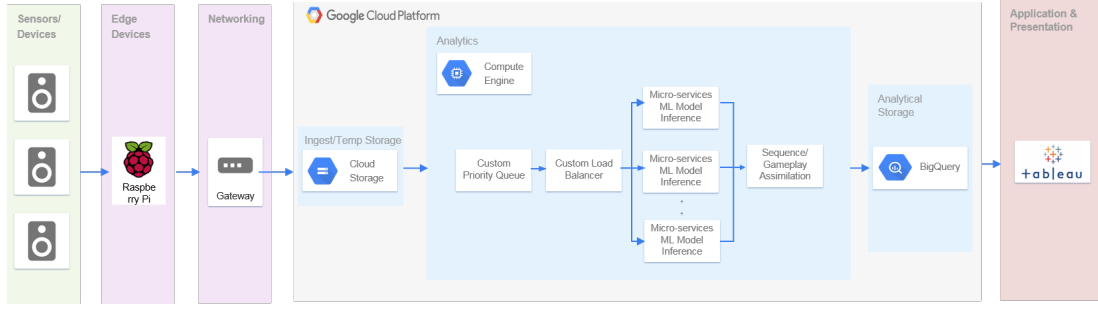 Sensors/
Devices
Edge
Devices
Raspbe
rry Pi
Networking
Gateway
Google Cloud Platform
Ingest/Temp Storage
Cloud
Storage
Analytics
Compute
Engine
Custom
Priority Queue
Custom Load
Balancer
Micro-services
ML Model
Inference
Micro-services
ML Model
Inference
Micro-services
ML Model
Inference
Sequence/
Gameplay
Assimilation
Analytical
Storage
BigQuery
Application &
Presentation
+ableau